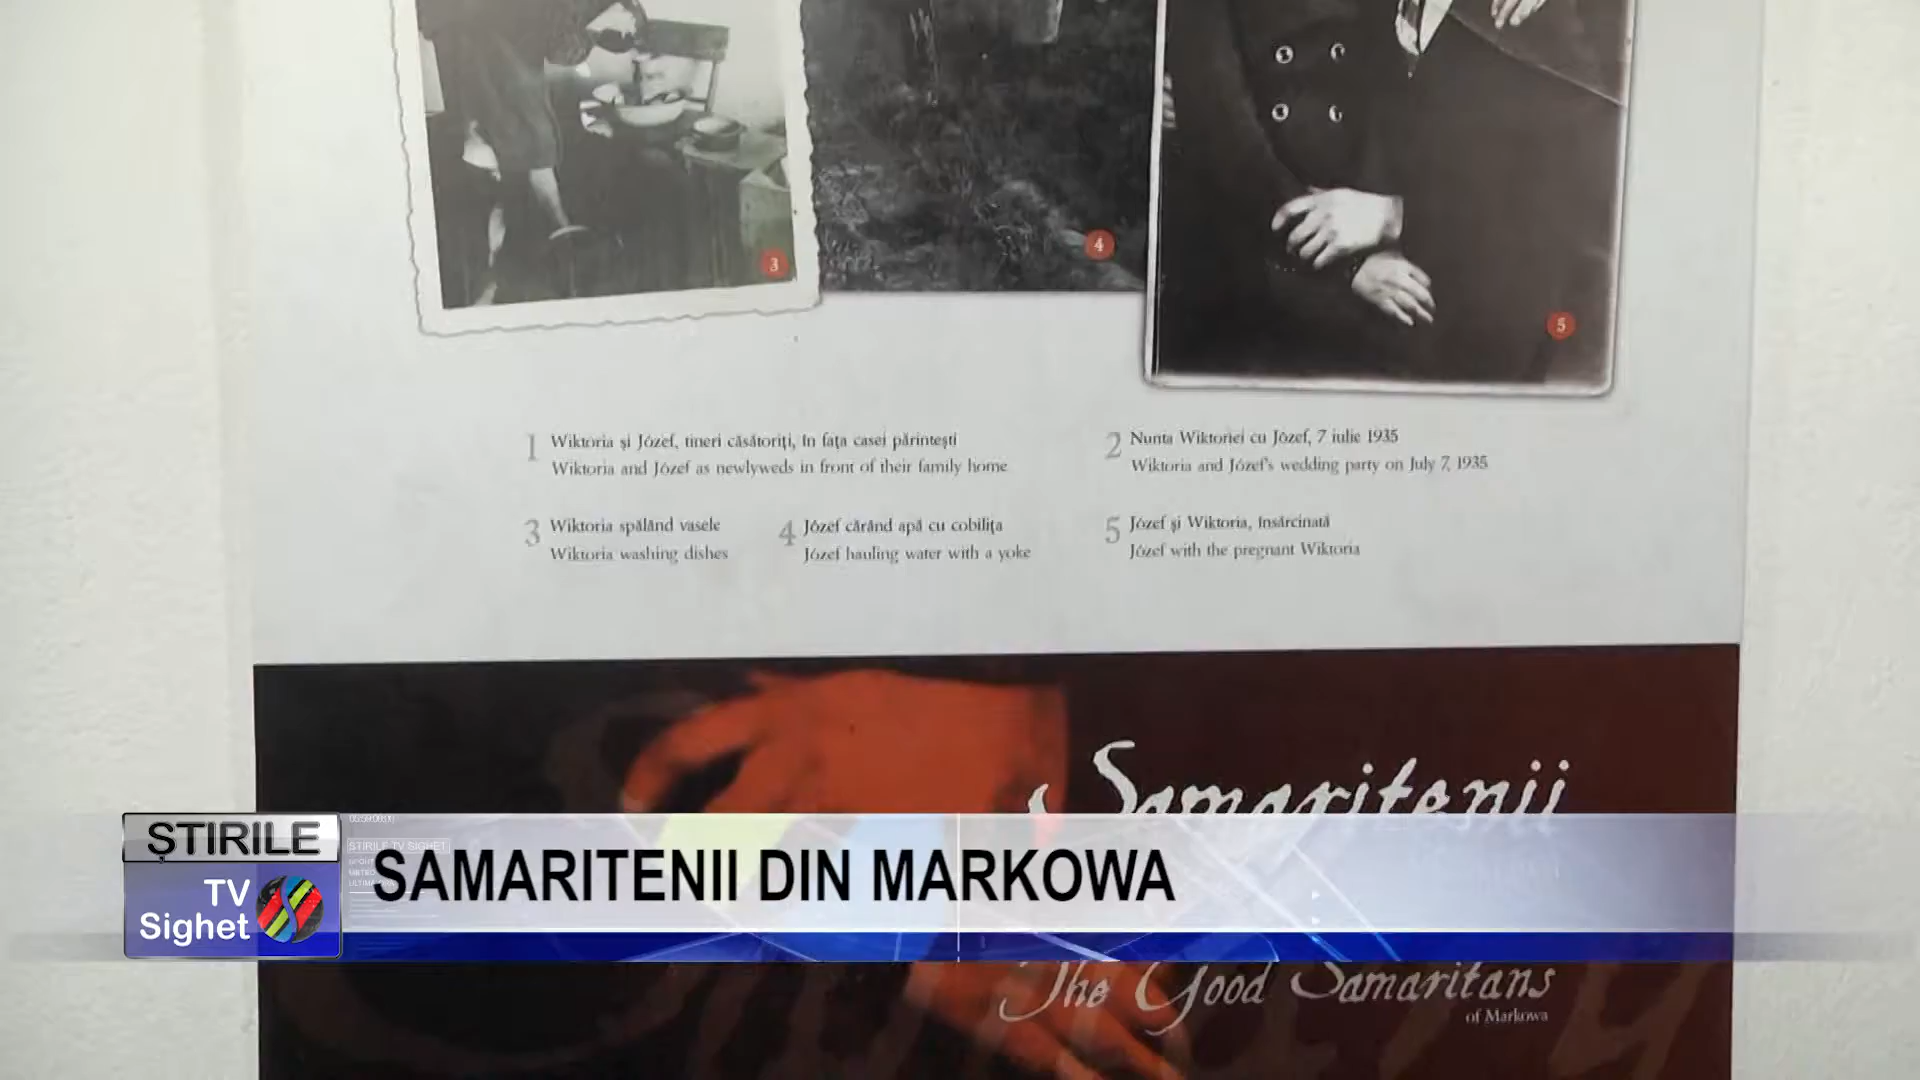 3
4
5
1 Wiktoria și Józef, tineri căsătoriți, în fața casei părintești
Wiktoria and Józef as newlyweds in front of their family home
2 Nunta Wiktoriei cu Józef, 7 iulie 1935
Wiktoria and Józef's wedding party on July 7, 1935
3 Wiktoria spălând vasele
Wiktoria washing dishes
4 Józef cărând apă cu cobilița
Józef hauling water with a yoke
5 Józef și Wiktoria, însărcinată
Józef with the pregnant Wiktoria
Samaritenii
ȘTIRILE
TV
Sighet
ȘTIRILE TV SIGHET
SAMARITENII DIN MARKOWA
The Good Samaritans
of Markowa